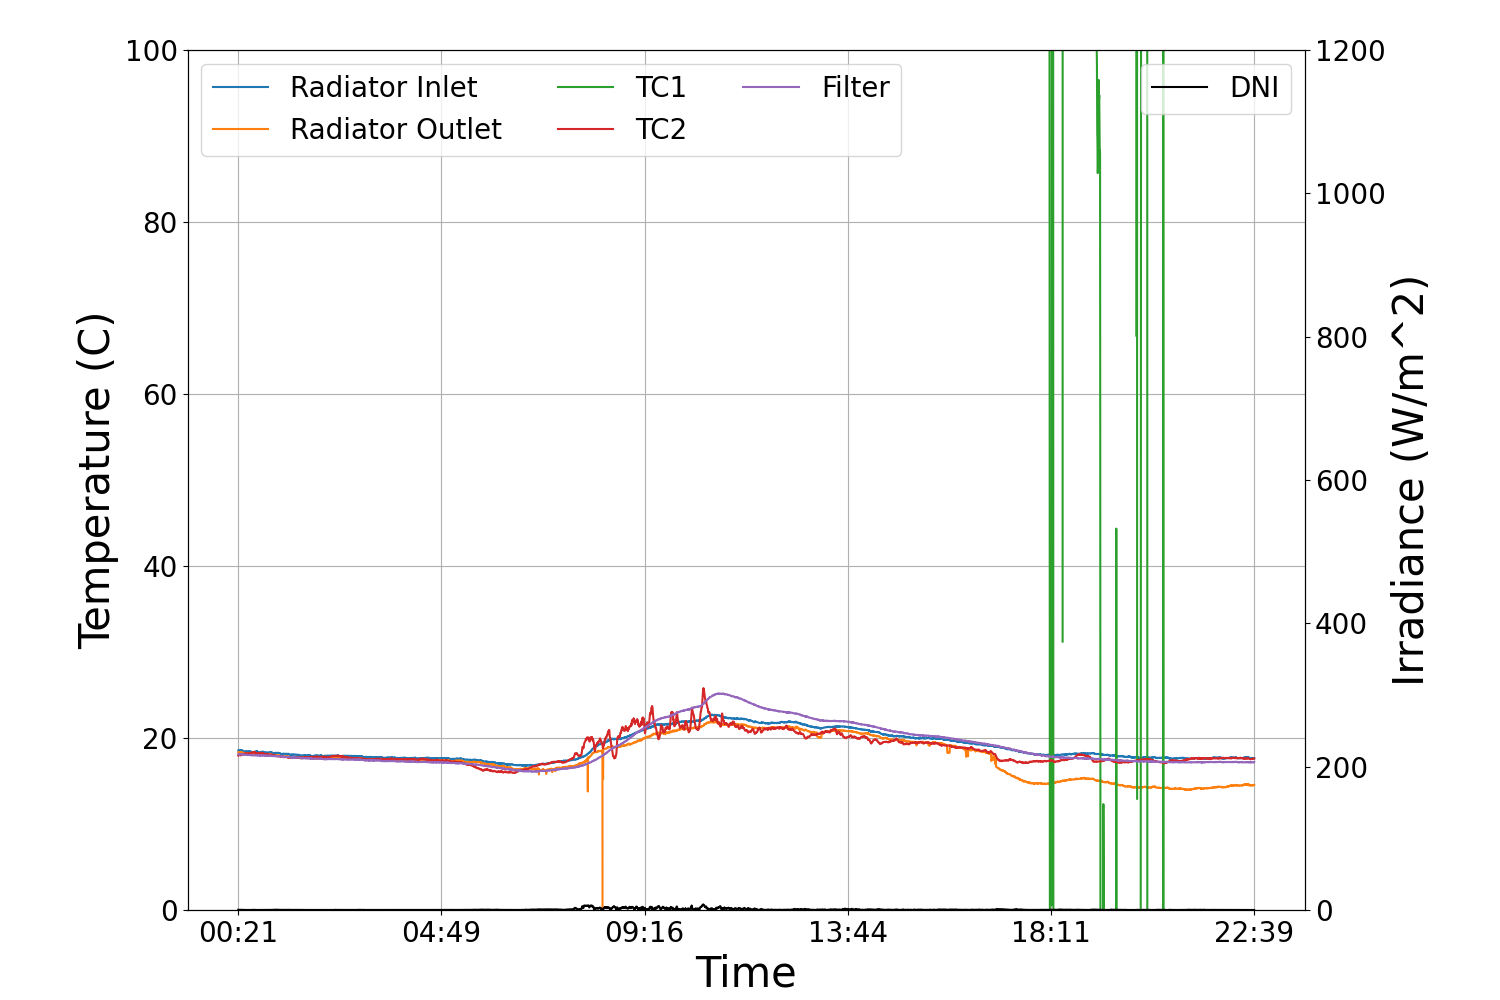 100
80
60
40
20
0
Temperature (C)
Radiator Inlet
Radiator Outlet
TC1
TC2
Filter
DNI
1200
1000
800
600
400
200
0
Irradiance (W/m^2)
00:21 04:49 09:16 13:44 18:11 22:39
Time